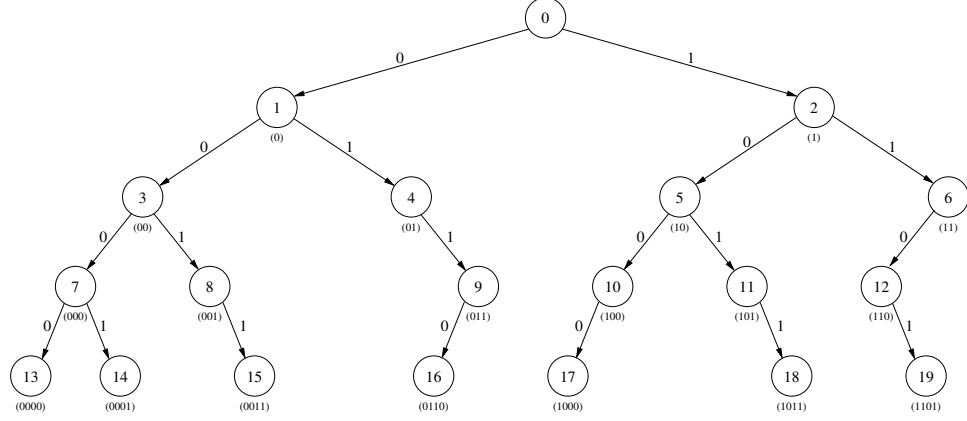 0
0 1
1 2
(0) (1)
0 1 0 1
3 4 5 6
(00) (01) (10) (11)
0 1 1 0 1 0
7 8 9 10 11 12
(000) (001) (011) (100) (101) (110)
0 1 1 0 0 1 1
13 14 15 16 17 18 19
(0000) (0001) (0011) (0110) (1000) (1011) (1101)